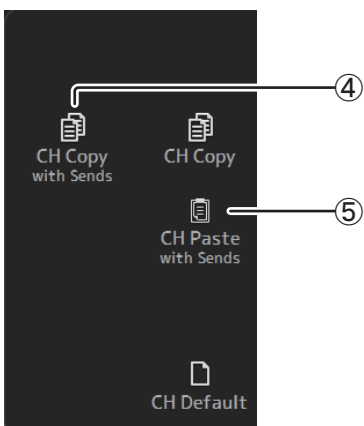 ④
CH Copy
with Sends
CH Copy
⑤
CH Paste
with Sends
CH Default